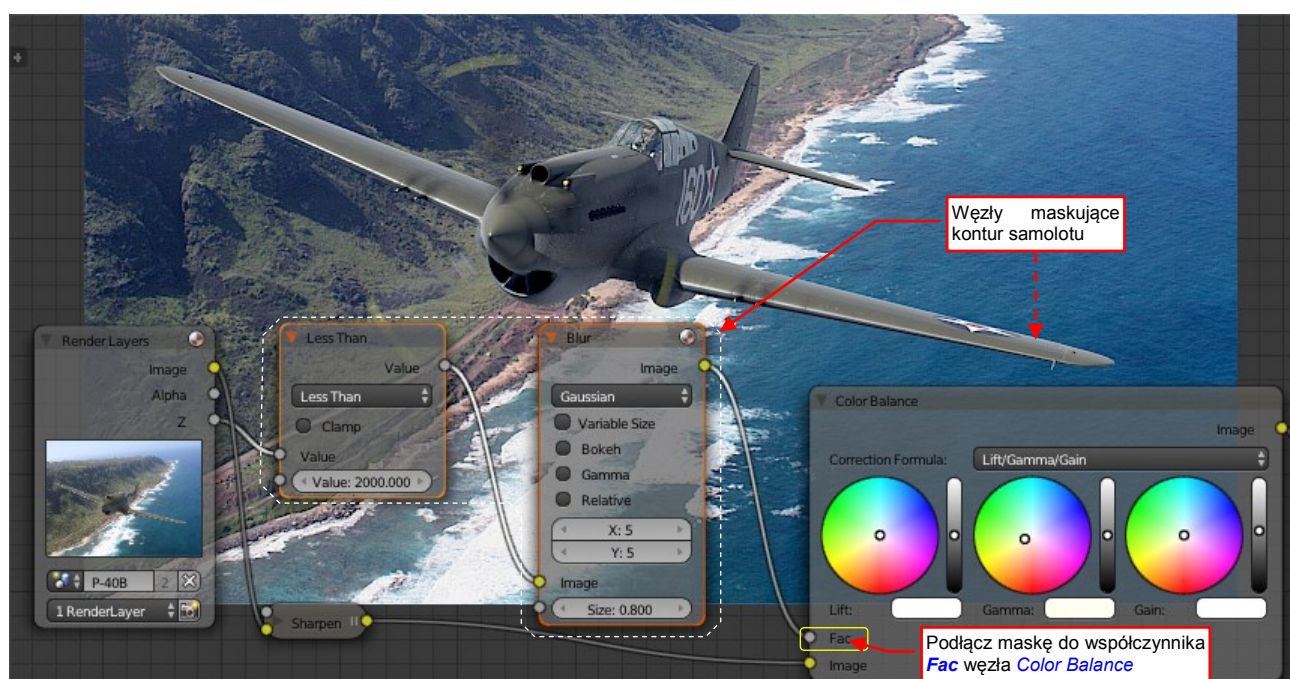 160
Węzły maskujące
kontur samolotu
Render Layers
Image
Alpha
Z
P-40B
2
1 RenderLayer
Less Than
Value
Less Than
Clamp
Value
Value: 2000.000
Sharpen
Blur
Image
Gaussian
Variable Size
Bokeh
Gamma
Relative
X: 5
Y: 5
Image
Size: 0.800
Color Balance
Image
Correction Formula:
Lift/Gamma/Gain
Lift:
Gamma:
Gain:
Fac
Image
Podłącz maskę do współczynnika
Fac węzła Color Balance